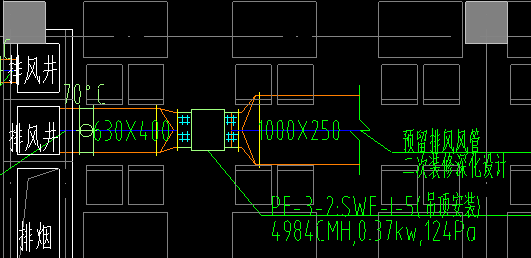 排风井
70°C
排风井
630X400
1000X250
预留排风风管
二次装修深化设计
PF-3-2:SWF-I-5(吊顶安装)
4984CMH,0.37kw,124Pa
排烟